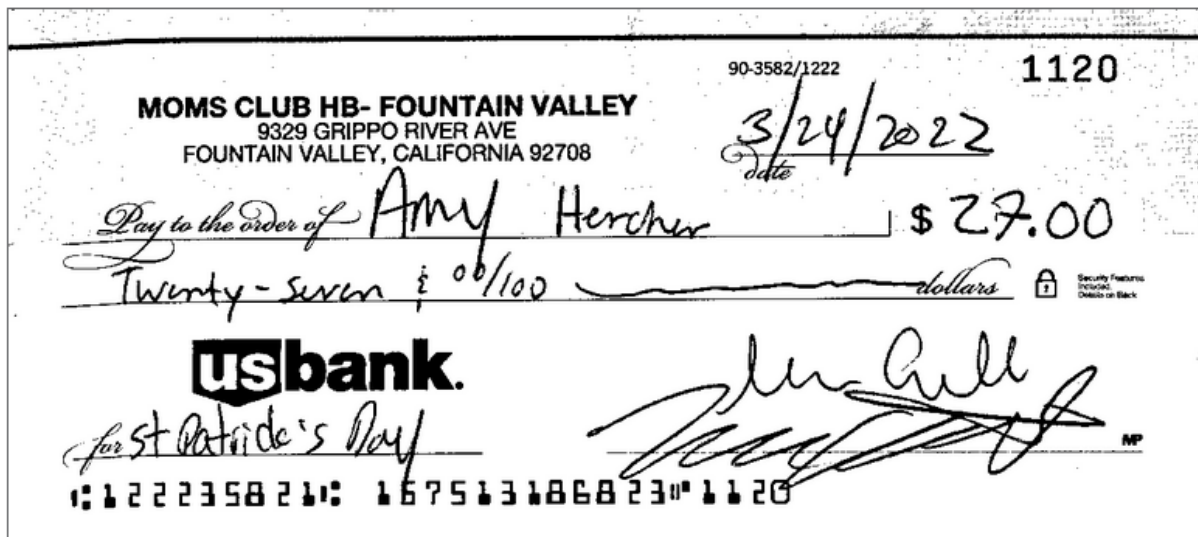 90-3582/1222
1120
MOMS CLUB HB- FOUNTAIN VALLEY
9329 GRIPPO RIVER AVE
FOUNTAIN VALLEY, CALIFORNIA 92708
3/24/2022
date
Pay to the order of Amy Hercher $ 27.00
Twenty-seven & 00/100 dollars
Security Features
Included.
Details on Back
usbank.
for St Patrick's Day
MP
⑆122235821⑆ 167513186823⑈1120